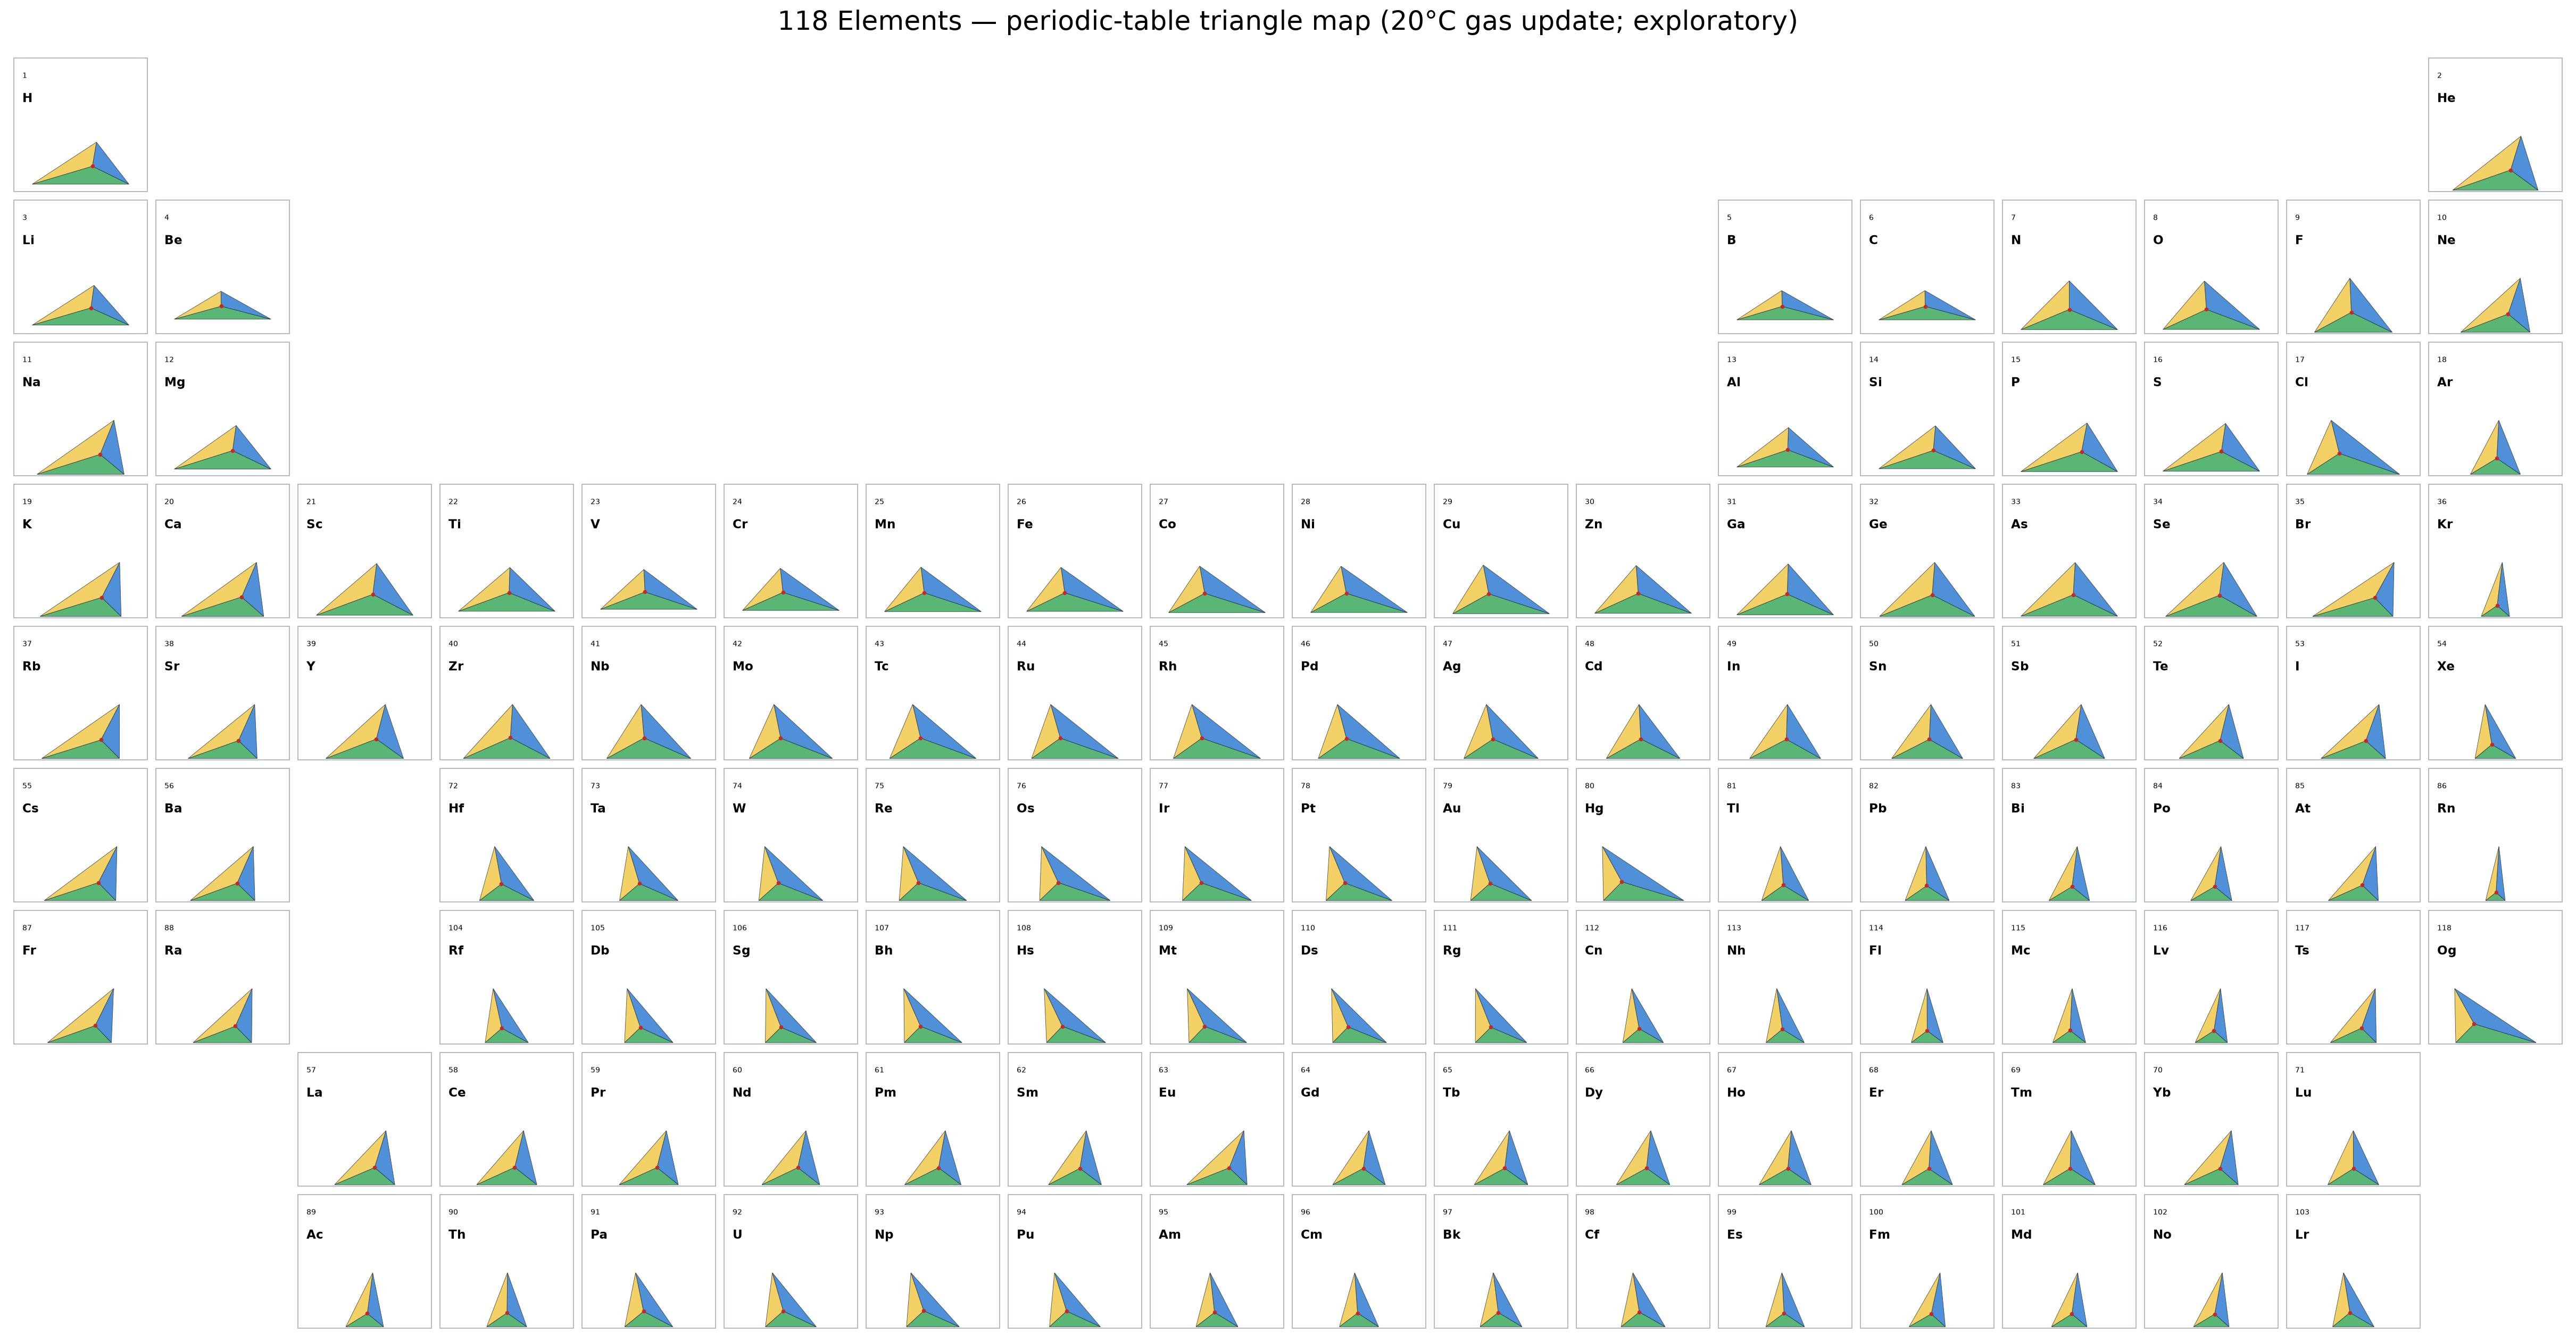 118 Elements — periodic-table triangle map (20°C gas update; exploratory)
1
H
2
He
3
Li
4
Be
5
B
6
C
7
N
8
O
9
F
10
Ne
11
Na
12
Mg
13
Al
14
Si
15
P
16
S
17
Cl
18
Ar
19
K
20
Ca
21
Sc
22
Ti
23
V
24
Cr
25
Mn
26
Fe
27
Co
28
Ni
29
Cu
30
Zn
31
Ga
32
Ge
33
As
34
Se
35
Br
36
Kr
37
Rb
38
Sr
39
Y
40
Zr
41
Nb
42
Mo
43
Tc
44
Ru
45
Rh
46
Pd
47
Ag
48
Cd
49
In
50
Sn
51
Sb
52
Te
53
I
54
Xe
55
Cs
56
Ba
72
Hf
73
Ta
74
W
75
Re
76
Os
77
Ir
78
Pt
79
Au
80
Hg
81
Tl
82
Pb
83
Bi
84
Po
85
At
86
Rn
87
Fr
88
Ra
104
Rf
105
Db
106
Sg
107
Bh
108
Hs
109
Mt
110
Ds
111
Rg
112
Cn
113
Nh
114
Fl
115
Mc
116
Lv
117
Ts
118
Og
57
La
58
Ce
59
Pr
60
Nd
61
Pm
62
Sm
63
Eu
64
Gd
65
Tb
66
Dy
67
Ho
68
Er
69
Tm
70
Yb
71
Lu
89
Ac
90
Th
91
Pa
92
U
93
Np
94
Pu
95
Am
96
Cm
97
Bk
98
Cf
99
Es
100
Fm
101
Md
102
No
103
Lr